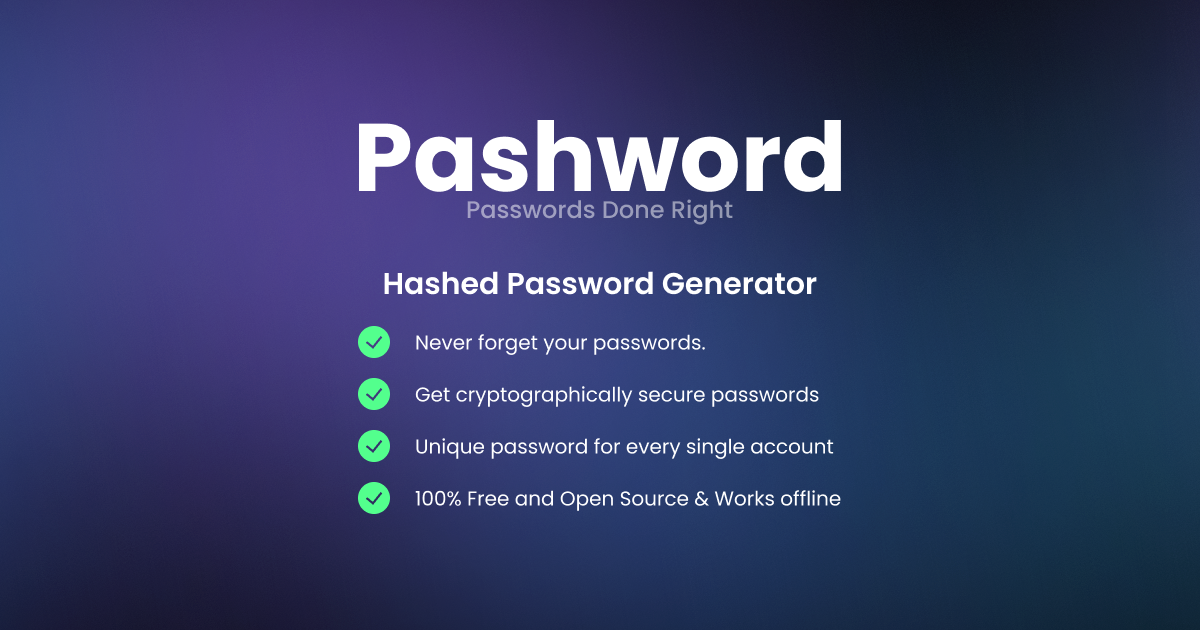 Pashword
Passwords Done Right
Hashed Password Generator
Never forget your passwords.
Get cryptographically secure passwords
Unique password for every single account
100% Free and Open Source & Works offline